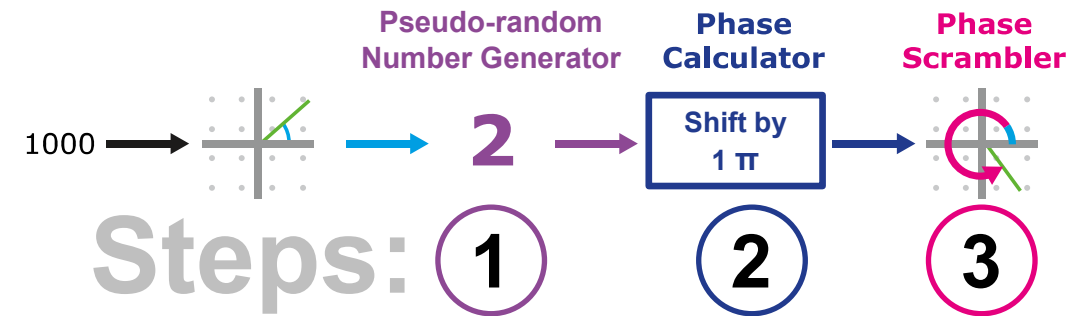 Pseudo-random
Number Generator
Phase
Calculator
Phase
Scrambler
1000
2
Shift by
1 π
Steps:
1
2
3